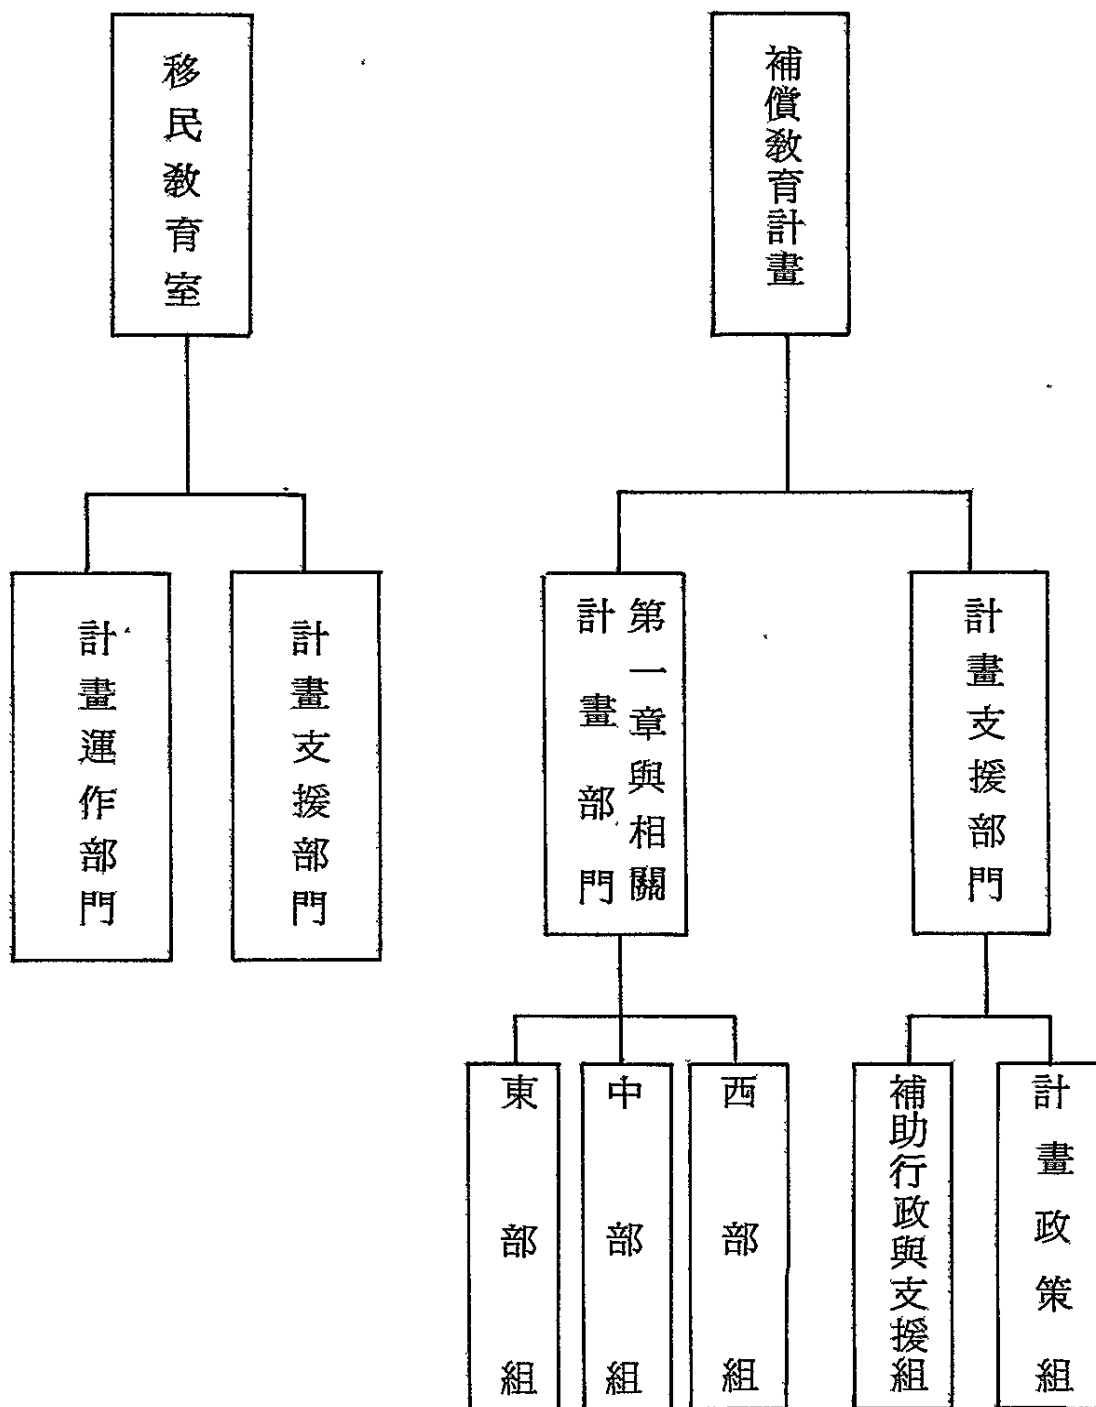 補償教育計畫
移民教育室
計畫支援部門
第一章與相關
計畫部門
計畫支援部門
計畫運作部門
計畫政策組
補助行政與支援組
西部組
中部組
東部組